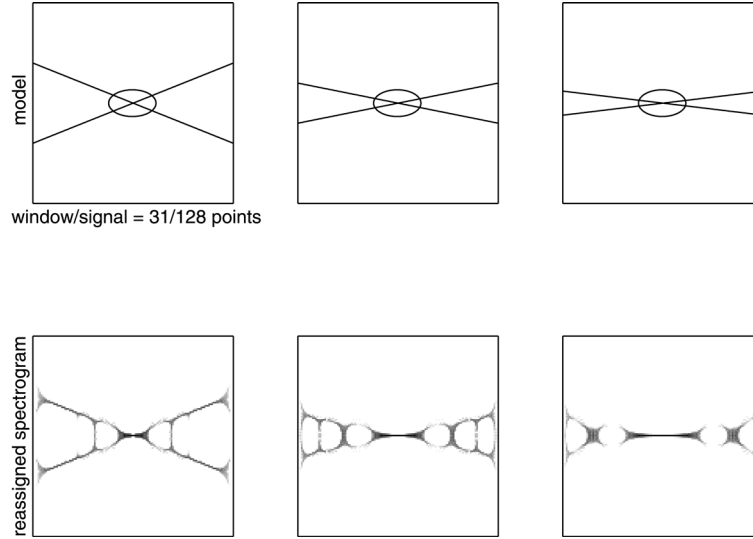 model
window/signal = 31/128 points
reassigned spectrogram